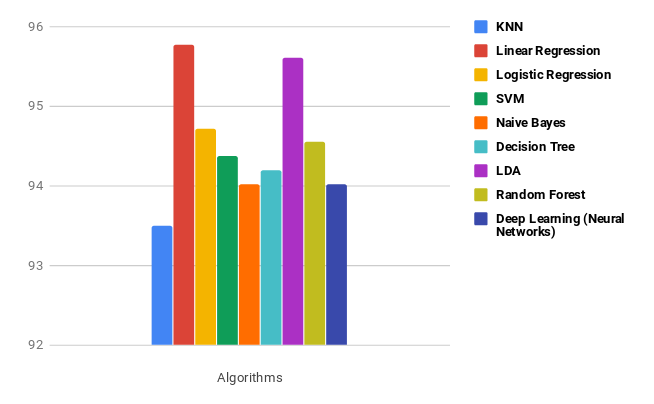 96
95
94
93
92
Algorithms
KNN
Linear Regression
Logistic Regression
SVM
Naive Bayes
Decision Tree
LDA
Random Forest
Deep Learning (Neural
Networks)